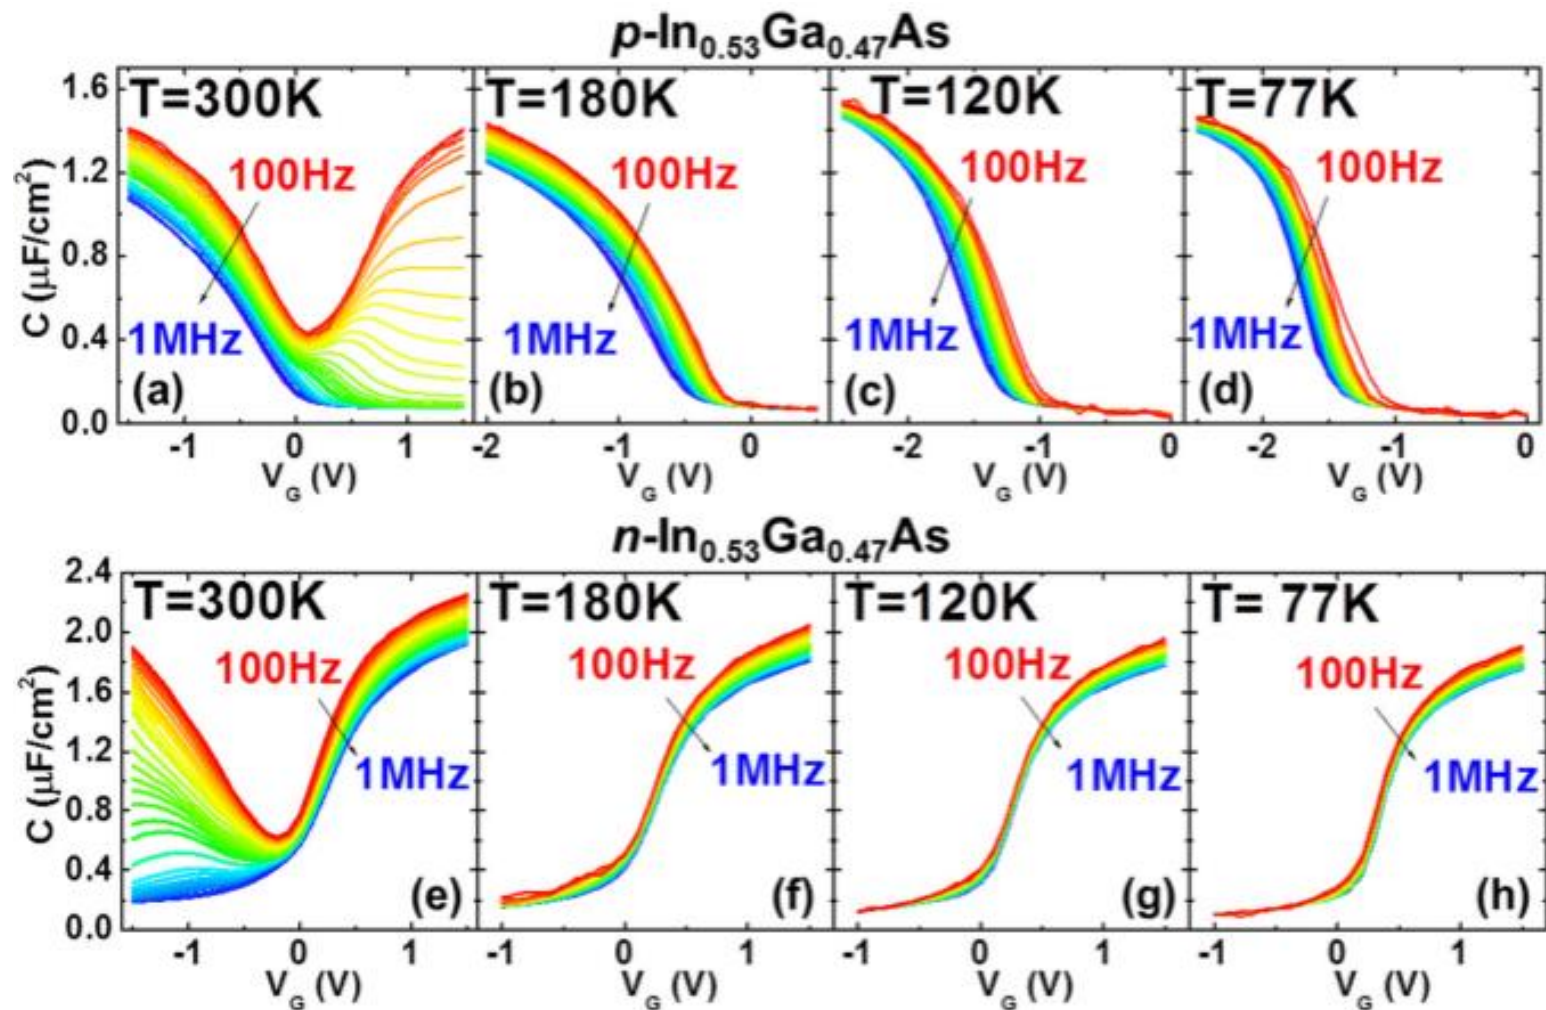 p-In0.53Ga0.47As
T=300K
T=180K
T=120K
T=77K
C (μF/cm2)
1.6
1.2
0.8
0.4
0.0
100Hz
1MHz
(a)
100Hz
1MHz
(b)
100Hz
1MHz
(c)
100Hz
1MHz
(d)
-1 0 1
-2 -1 0
-2 -1 0
-2 -1 0
VG (V)
VG (V)
VG (V)
VG (V)
n-In0.53Ga0.47As
T=300K
T=180K
T=120K
T= 77K
C (μF/cm2)
2.4
2.0
1.6
1.2
0.8
0.4
0.0
100Hz
1MHz
(e)
100Hz
1MHz
(f)
100Hz
1MHz
(g)
100Hz
1MHz
(h)
-1 0 1
-1 0 1
-1 0 1
-1 0 1
VG (V)
VG (V)
VG (V)
VG (V)